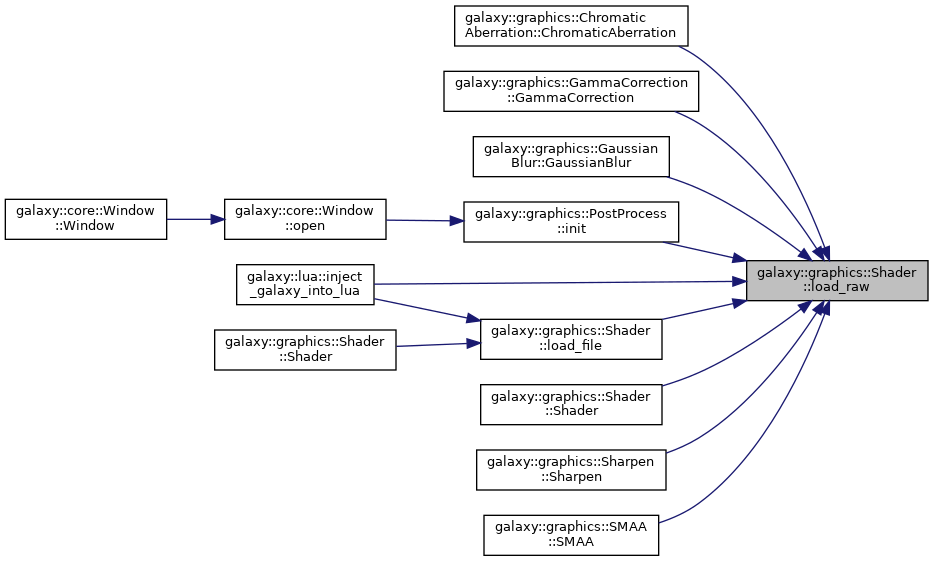 galaxy::graphics::Chromatic
Aberration::ChromaticAberration
galaxy::graphics::GammaCorrection
::GammaCorrection
galaxy::graphics::Gaussian
Blur::GaussianBlur
galaxy::core::Window
::Window
galaxy::core::Window
::open
galaxy::graphics::PostProcess
::init
galaxy::graphics::Shader
::load_raw
galaxy::lua::inject
_galaxy_into_lua
galaxy::graphics::Shader
::load_file
galaxy::graphics::Shader
::Shader
galaxy::graphics::Shader
::Shader
galaxy::graphics::Sharpen
::Sharpen
galaxy::graphics::SMAA
::SMAA